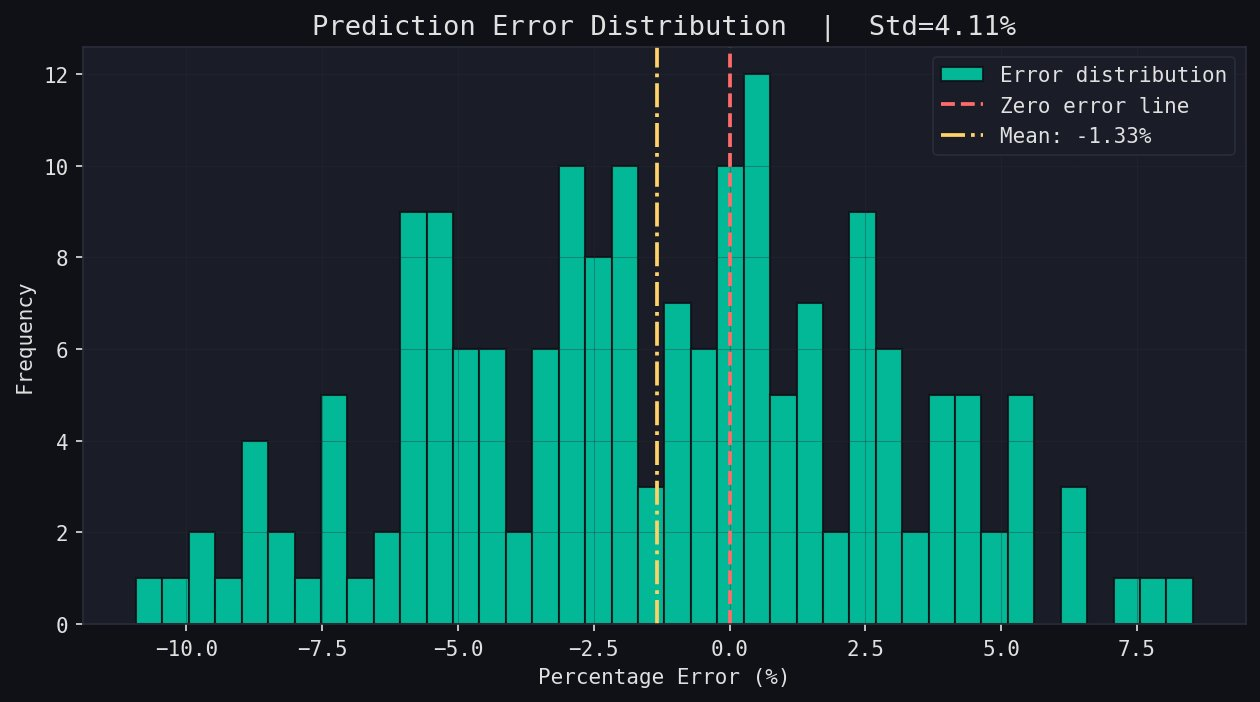 Prediction Error Distribution  |  Std=4.11%
Error distribution
Zero error line
Mean: -1.33%
12
10
8
6
4
2
0
Frequency
−10.0 −7.5 −5.0 −2.5 0.0 2.5 5.0 7.5
Percentage Error (%)